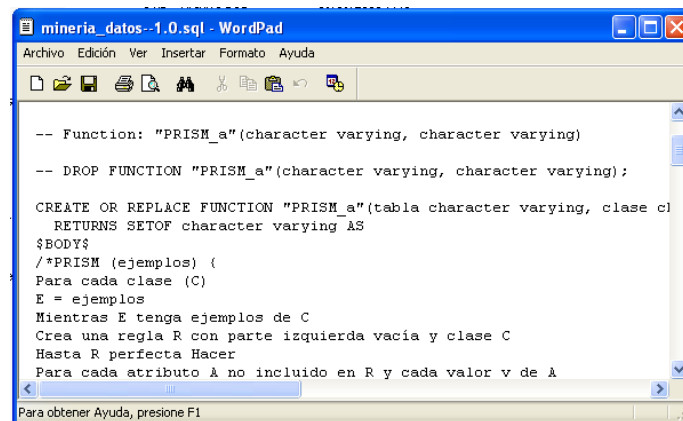 mineria_datos--1.0.sql - WordPad
Archivo Edición Ver Insertar Formato Ayuda
-- Function: "PRISM_a"(character varying, character varying)
-- DROP FUNCTION "PRISM_a"(character varying, character varying);
CREATE OR REPLACE FUNCTION "PRISM_a"(tabla character varying, clase cl
RETURNS SETOF character varying AS
$BODY$
/*PRISM (ejemplos) {
Para cada clase (C)
E = ejemplos
Mientras E tenga ejemplos de C
Crea una regla R con parte izquierda vacía y clase C
Hasta R perfecta Hacer
Para cada atributo A no incluido en R y cada valor v de A
Para obtener Ayuda, presione F1